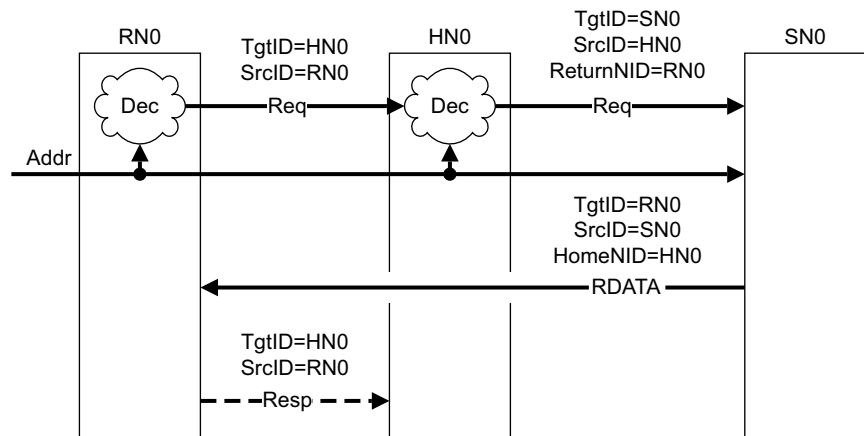 RN0
HN0
SN0
TgtID=HN0
SrcID=RN0
TgtID=SN0
SrcID=HN0
ReturnNID=RN0
Dec
Req
Dec
Req
Addr
TgtID=RN0
SrcID=SN0
HomeNID=HN0
RDATA
TgtID=HN0
SrcID=RN0
Resp